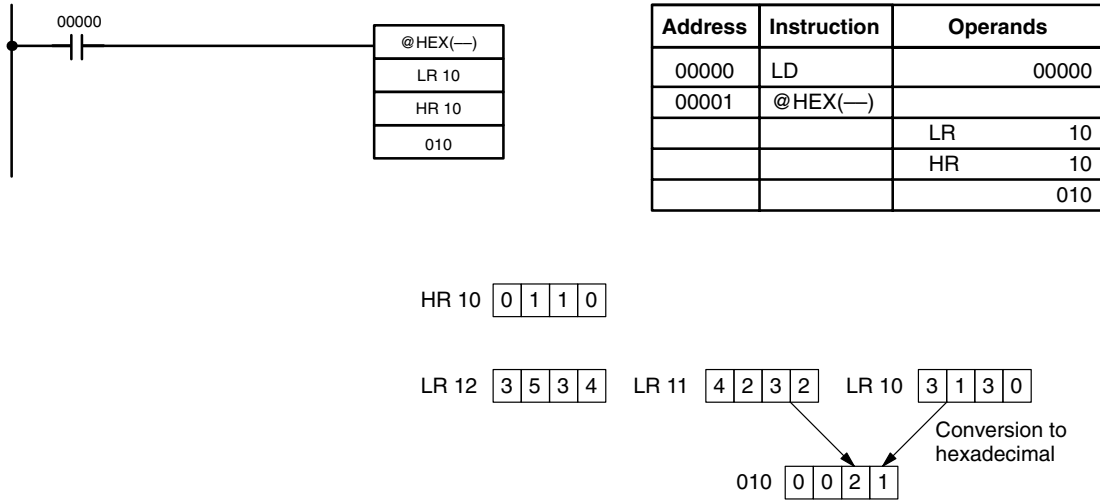 00000
@HEX(—)
LR 10
HR 10
010
Address Instruction Operands
00000 LD 00000
00001 @HEX(—)
LR 10
HR 10
010
HR 10 0 1 1 0
LR 12 3 5 3 4 LR 11 4 2 3 2 LR 10 3 1 3 0
Conversion to
hexadecimal
010 0 0 2 1